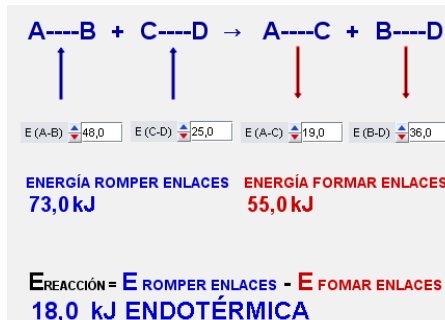 A----B + C----D → A----C + B----D
E (A-B) 48,0 E (C-D) 25,0 E (A-C) 19,0 E (B-D) 36,0
ENERGÍA ROMPER ENLACES ENERGÍA FORMAR ENLACES
73,0 kJ 55,0 kJ
EREACCIÓN = E ROMPER ENLACES - E FOMAR ENLACES
18,0 kJ ENDOTÉRMICA